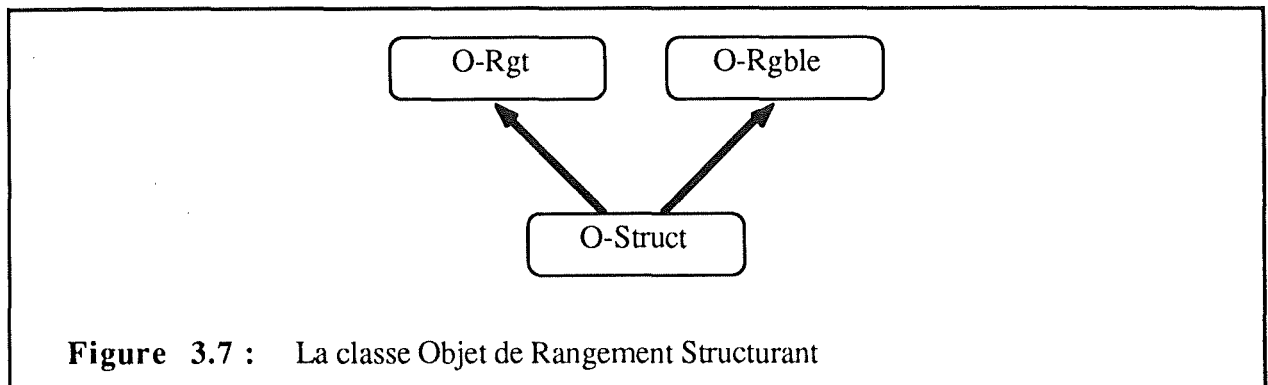 O-Rgt O-Rgble
O-Struct
Figure 3.7 : La classe Objet de Rangement Structurant